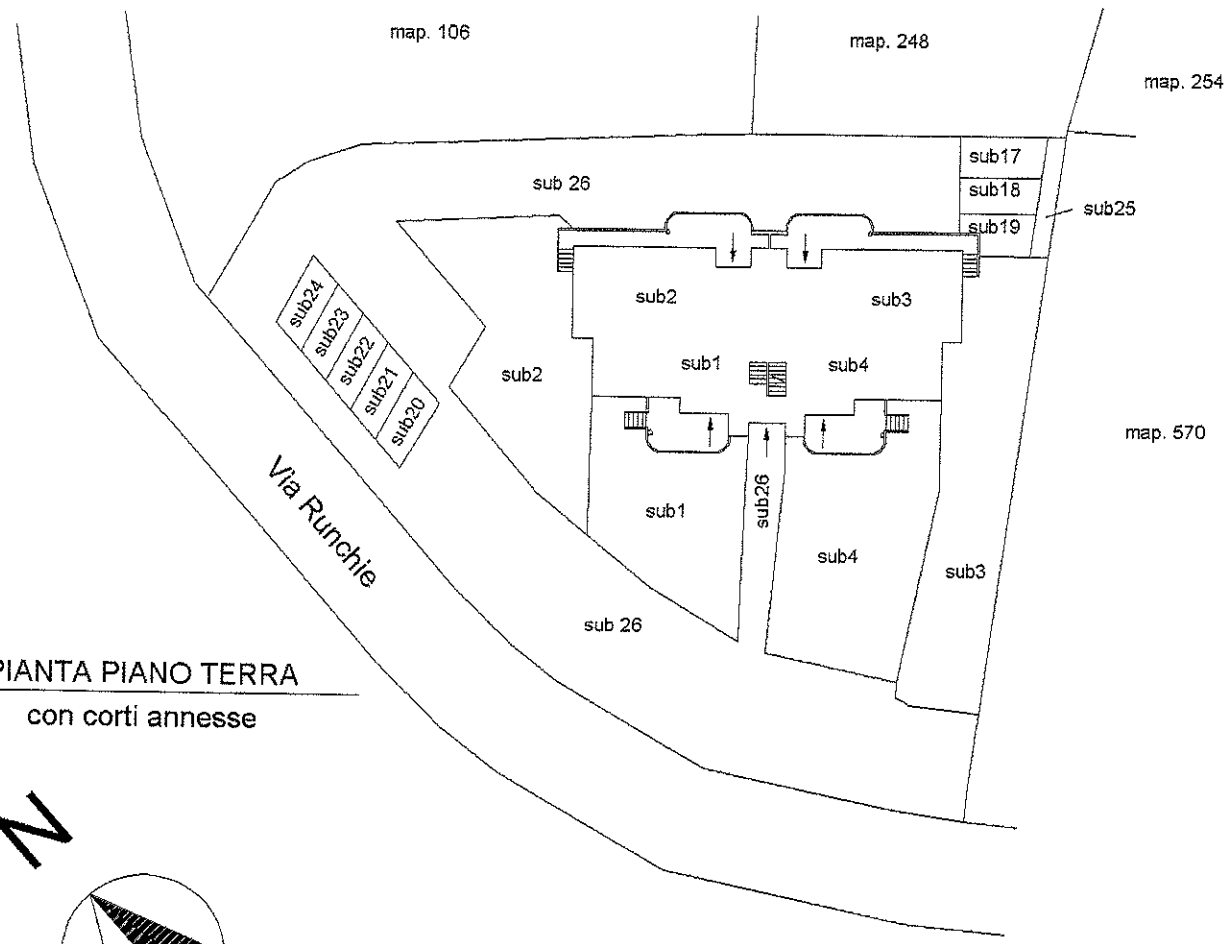 map. 106
map. 248
map. 254
sub17
sub 26
sub18
sub25
sub19
sub24
sub2
sub3
sub23
sub22
sub1
sub4
sub2
sub21
sub20
map. 570
Via Runchie
sub26
sub1
sub4
sub3
sub 26
PIANTA PIANO TERRA
con corti annesse
N